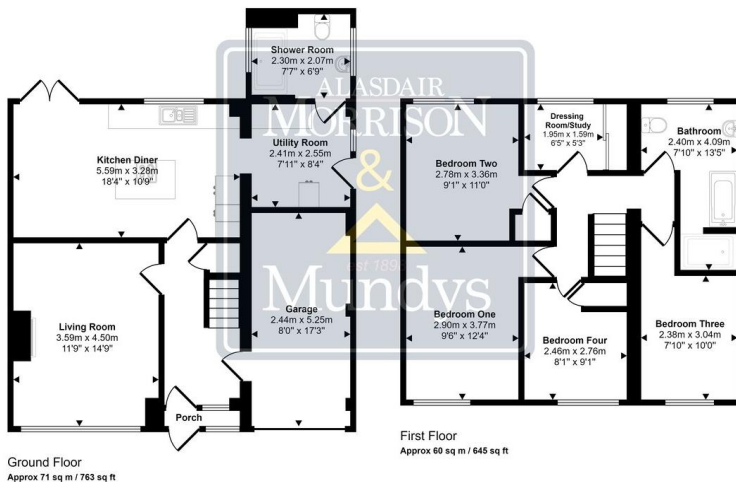 Shower Room
2.30m x 2.07m
7'7" x 6'9"
Kitchen Diner
5.59m x 3.28m
18'4" x 10'9"
Utility Room
2.41m x 2.55m
7'11" x 8'4"
Living Room
3.59m x 4.50m
11'9" x 14'9"
Garage
2.44m x 5.25m
8'0" x 17'3"
Porch
Ground Floor
Approx 71 sq m / 763 sq ft
ALASDAIR
MORRISON
&
est 1896
Mundys
Bedroom Two
2.78m x 3.36m
9'1" x 11'0"
Dressing
Room/Study
1.95m x 1.59m
6'5" x 5'3"
Bathroom
2.40m x 4.09m
7'10" x 13'5"
Bedroom One
2.90m x 3.77m
9'6" x 12'4"
Bedroom Four
2.46m x 2.76m
8'1" x 9'1"
Bedroom Three
2.38m x 3.04m
7'10" x 10'0"
First Floor
Approx 60 sq m / 645 sq ft